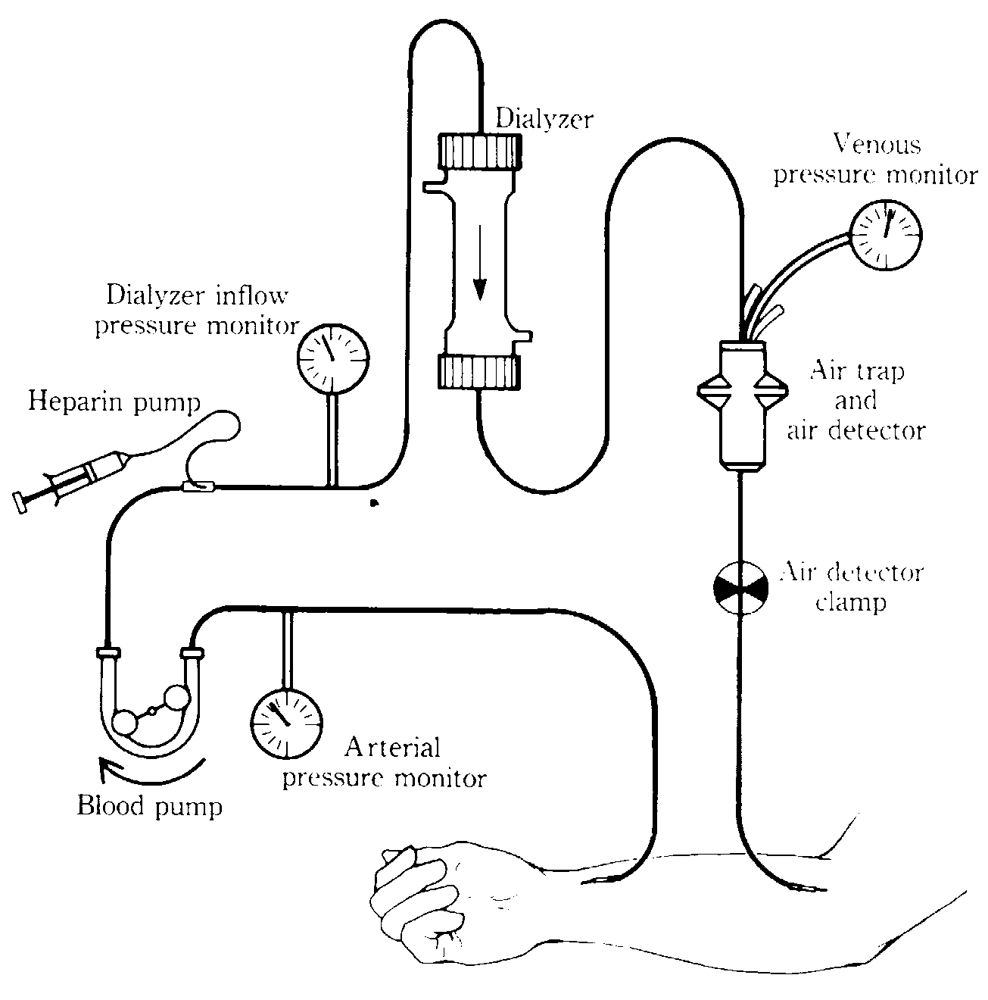 Dialyzer
Venous
pressure monitor
Dialyzer inflow
pressure monitor
Heparin pump
Air trap
and
air detector
Air detector
clamp
Arterial
pressure monitor
Blood pump